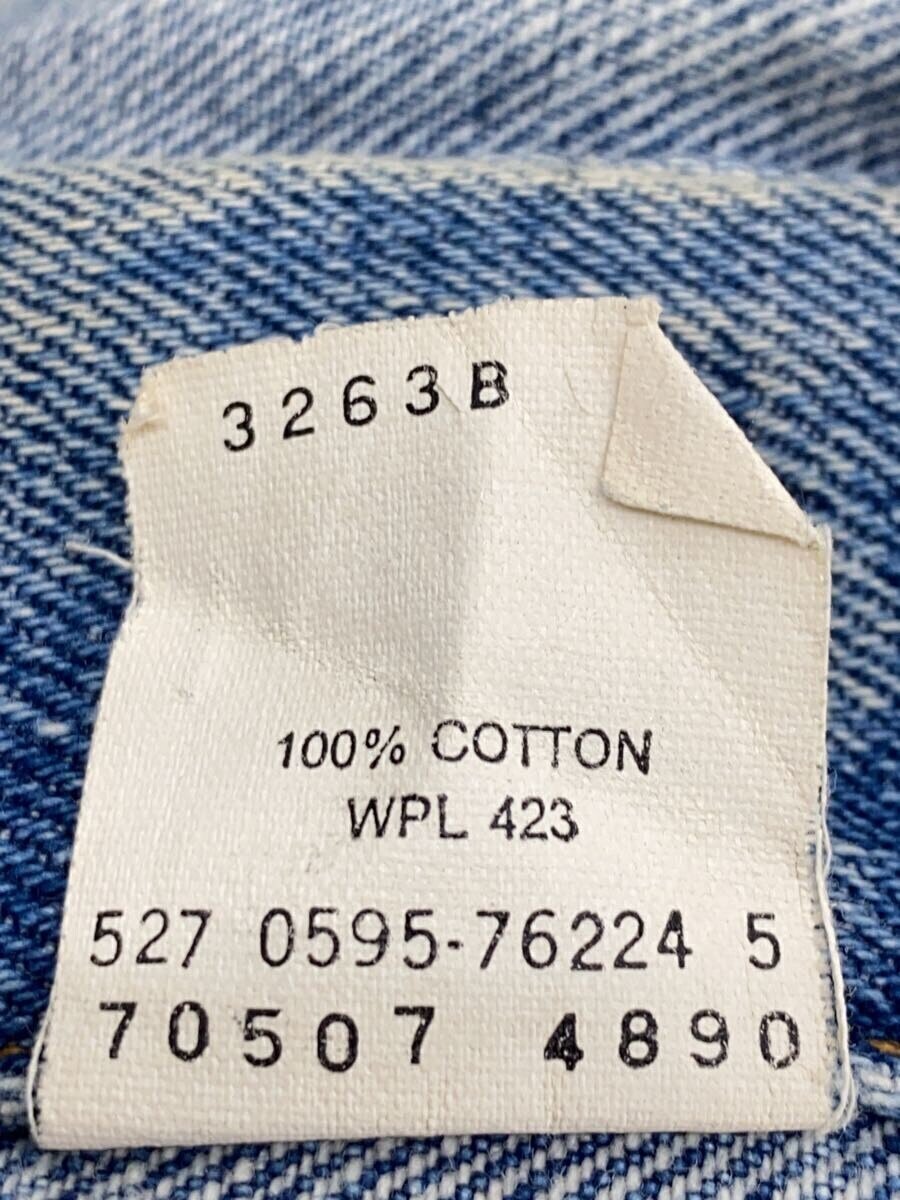 3263B
100% COTTON
WPL 423
527 0595-76224 5
70507 4890